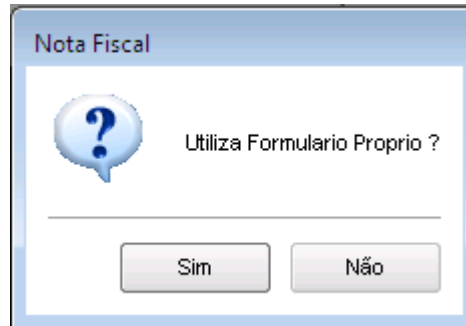 Nota Fiscal
Utiliza Formulario Proprio ?
Sim
Não